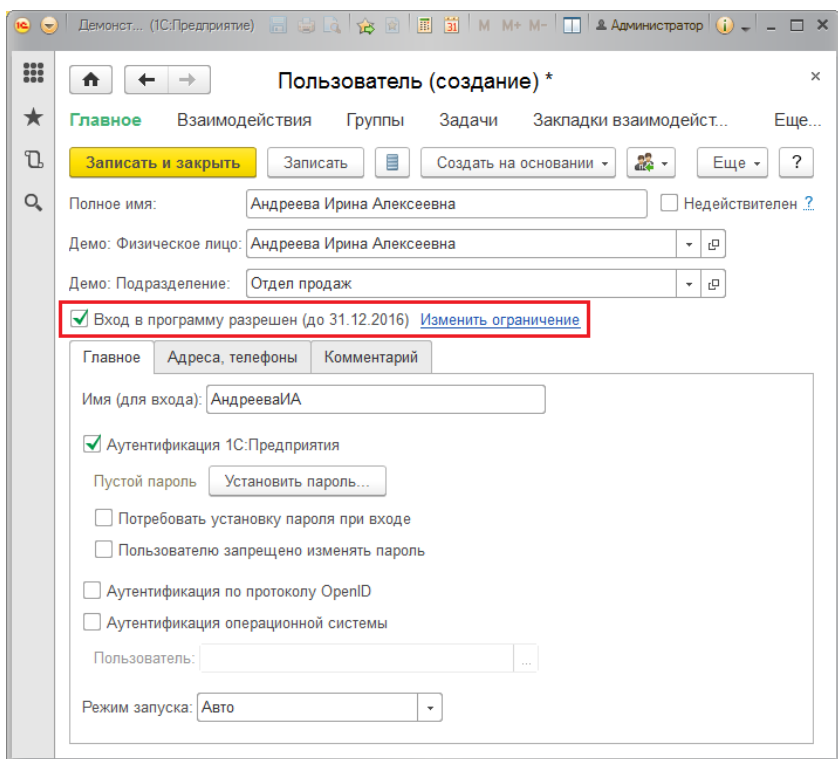 1С Демонст... (1С:Предприятие) 31 M M+ M- Администратор i
Пользователь (создание) *
Главное Взаимодействия Группы Задачи Закладки взаимодейст... Еще...
Записать и закрыть Записать Создать на основании Еще ?
Полное имя: Андреева Ирина Алексеевна Недействителен ?
Демо: Физическое лицо: Андреева Ирина Алексеевна
Демо: Подразделение: Отдел продаж
Вход в программу разрешен (до 31.12.2016) Изменить ограничение
Главное Адреса, телефоны Комментарий
Имя (для входа): АндрееваИА
Аутентификация 1С:Предприятия
Пустой пароль Установить пароль...
Потребовать установку пароля при входе
Пользователю запрещено изменять пароль
Аутентификация по протоколу OpenID
Аутентификация операционной системы
Пользователь: ...
Режим запуска: Авто